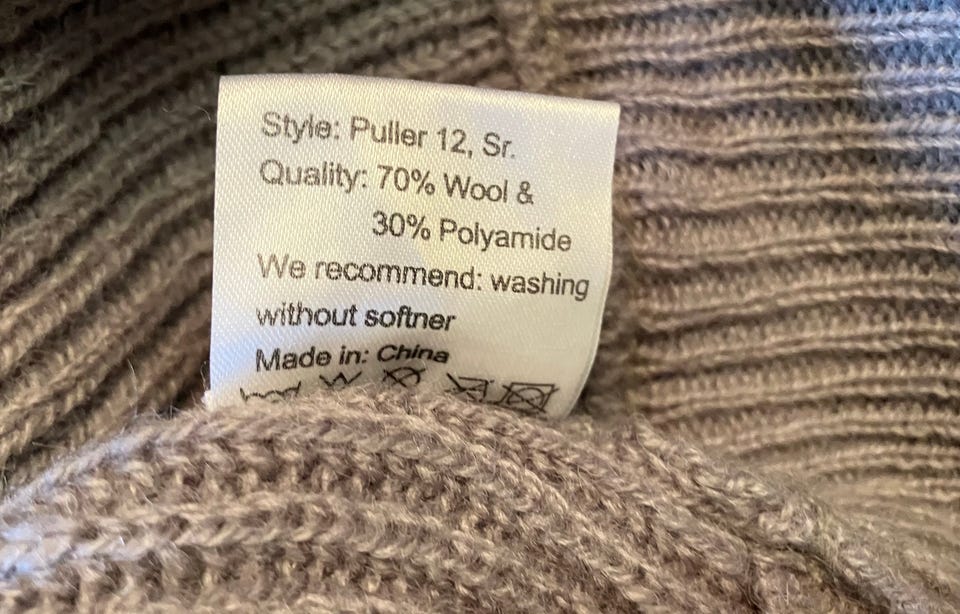 Style: Puller 12, Sr.
Quality: 70% Wool &
30% Polyamide
We recommend: washing
without softner
Made in: China